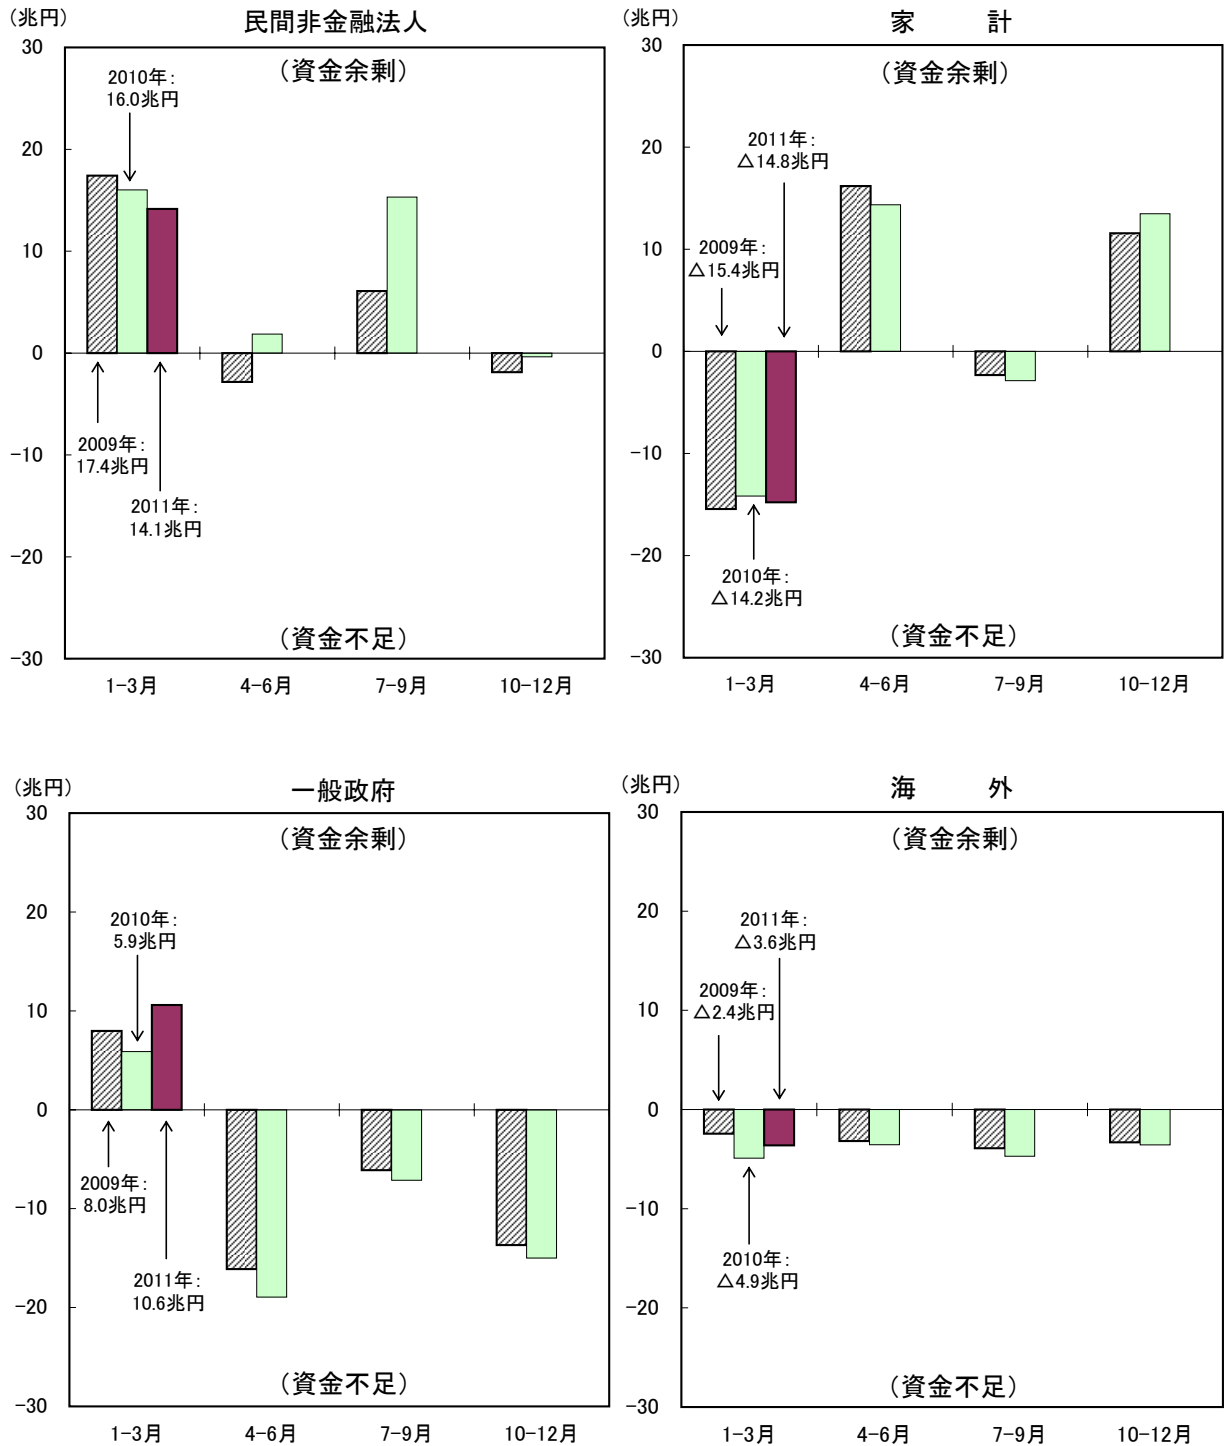 (兆円)
民間非金融法人
30
20
10
0
-10
-20
-30
(資金余剰)
2010年:
16.0兆円
2009年:
17.4兆円
2011年:
14.1兆円
(資金不足)
1-3月 4-6月 7-9月 10-12月
(兆円)
家 計
30
20
10
0
-10
-20
-30
(資金余剰)
2011年:
△14.8兆円
2009年:
△15.4兆円
2010年:
△14.2兆円
(資金不足)
1-3月 4-6月 7-9月 10-12月
(兆円)
一般政府
30
20
10
0
-10
-20
-30
(資金余剰)
2010年:
5.9兆円
2009年:
8.0兆円
2011年:
10.6兆円
(資金不足)
1-3月 4-6月 7-9月 10-12月
(兆円)
海 外
30
20
10
0
-10
-20
-30
(資金余剰)
2011年:
△3.6兆円
2009年:
△2.4兆円
2010年:
△4.9兆円
(資金不足)
1-3月 4-6月 7-9月 10-12月